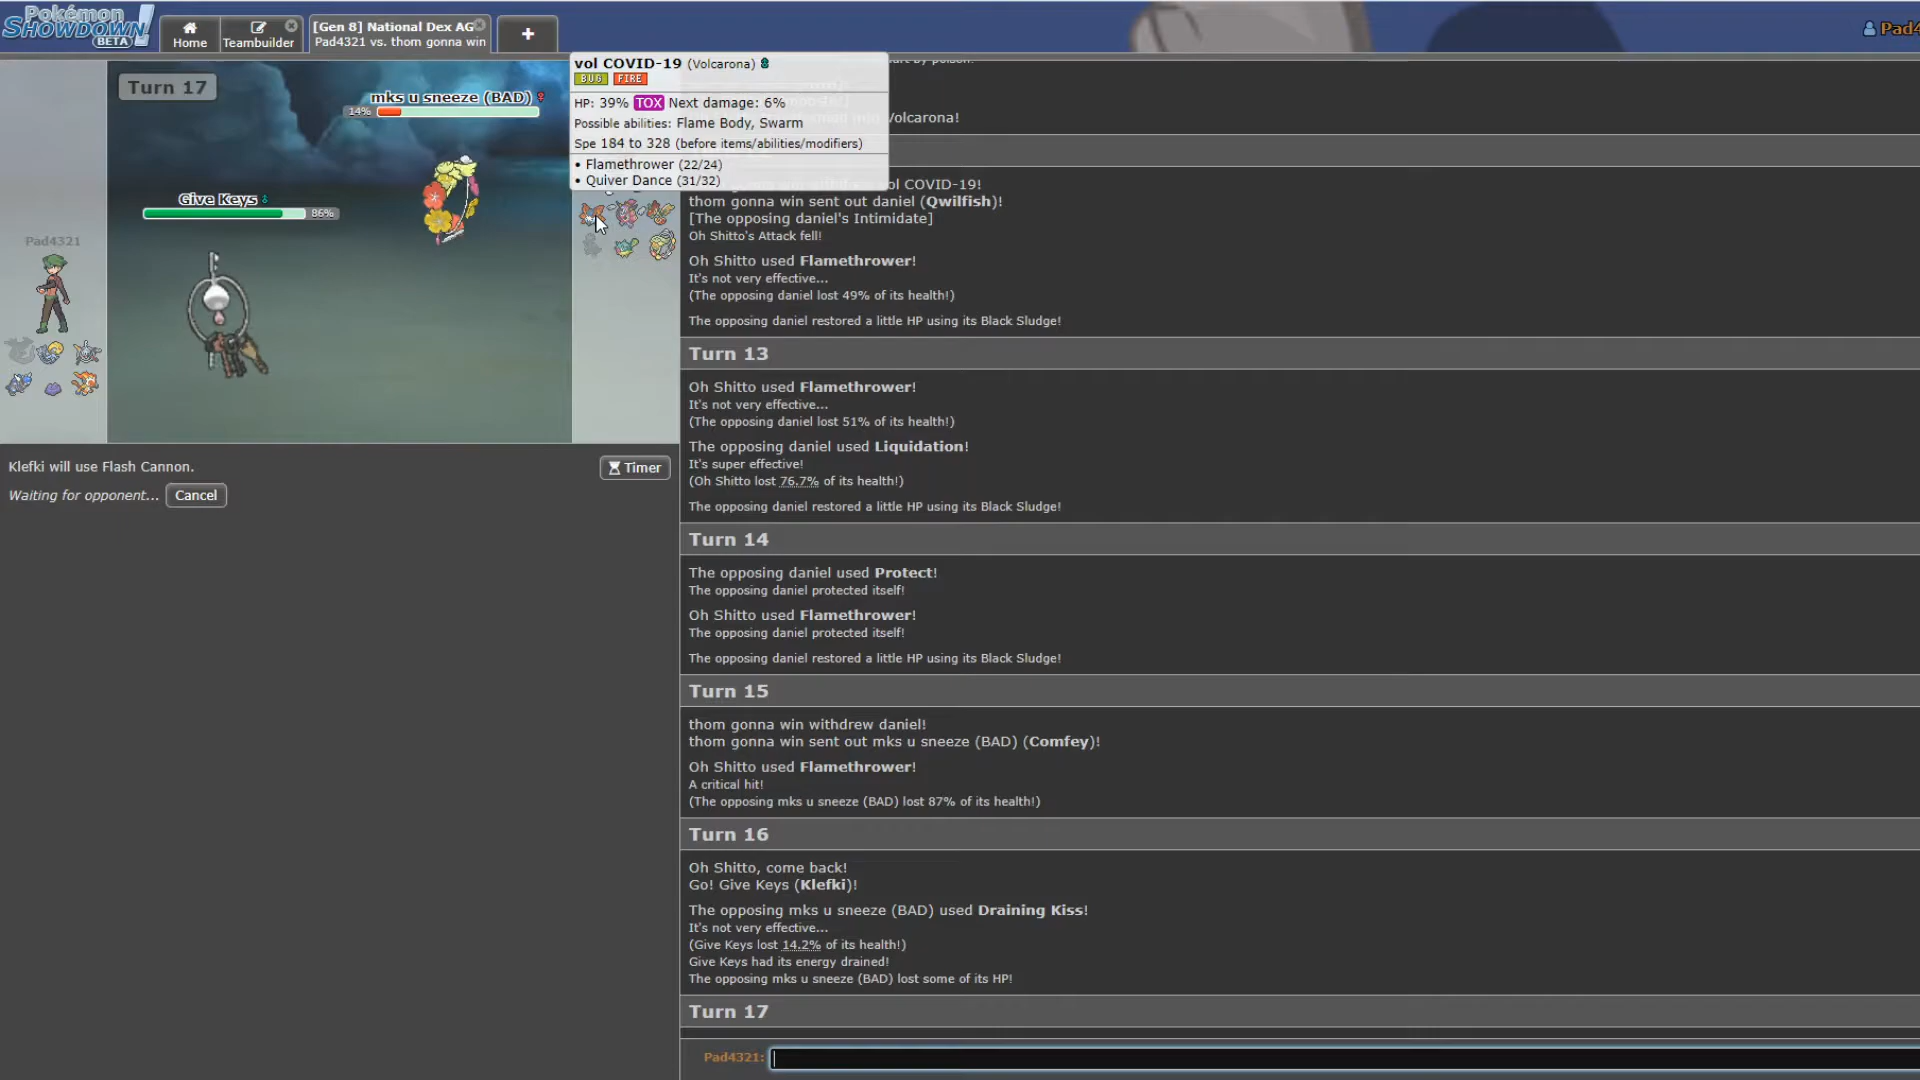 Pokémon
SHOWDOWN!
BETA
Home
Teambuilder
[Gen 8] National Dex AG
Pad4321 vs. thom gonna win
+
Turn 17
mks u sneeze (BAD)
14%
Give Keys
86%
Pad4321
Klefki will use Flash Cannon.
Waiting for opponent...
Cancel
Timer
vol COVID-19 (Volcarona)
BUG FIRE
HP: 39% TOX Next damage: 6%
Possible abilities: Flame Body, Swarm
Spe 184 to 328 (before items/abilities/modifiers)
• Flamethrower (22/24)
• Quiver Dance (31/32)
by poison!
Volcarona!
ol COVID-19!
thom gonna win sent out daniel (Qwilfish)!
[The opposing daniel's Intimidate]
Oh Shitto's Attack fell!
Oh Shitto used Flamethrower!
It's not very effective...
(The opposing daniel lost 49% of its health!)
The opposing daniel restored a little HP using its Black Sludge!
Turn 13
Oh Shitto used Flamethrower!
It's not very effective...
(The opposing daniel lost 51% of its health!)
The opposing daniel used Liquidation!
It's super effective!
(Oh Shitto lost 76.7% of its health!)
The opposing daniel restored a little HP using its Black Sludge!
Turn 14
The opposing daniel used Protect!
The opposing daniel protected itself!
Oh Shitto used Flamethrower!
The opposing daniel protected itself!
The opposing daniel restored a little HP using its Black Sludge!
Turn 15
thom gonna win withdrew daniel!
thom gonna win sent out mks u sneeze (BAD) (Comfey)!
Oh Shitto used Flamethrower!
A critical hit!
(The opposing mks u sneeze (BAD) lost 87% of its health!)
Turn 16
Oh Shitto, come back!
Go! Give Keys (Klefki)!
The opposing mks u sneeze (BAD) used Draining Kiss!
It's not very effective...
(Give Keys lost 14.2% of its health!)
Give Keys had its energy drained!
The opposing mks u sneeze (BAD) lost some of its HP!
Turn 17
Pad4321:
Pad4